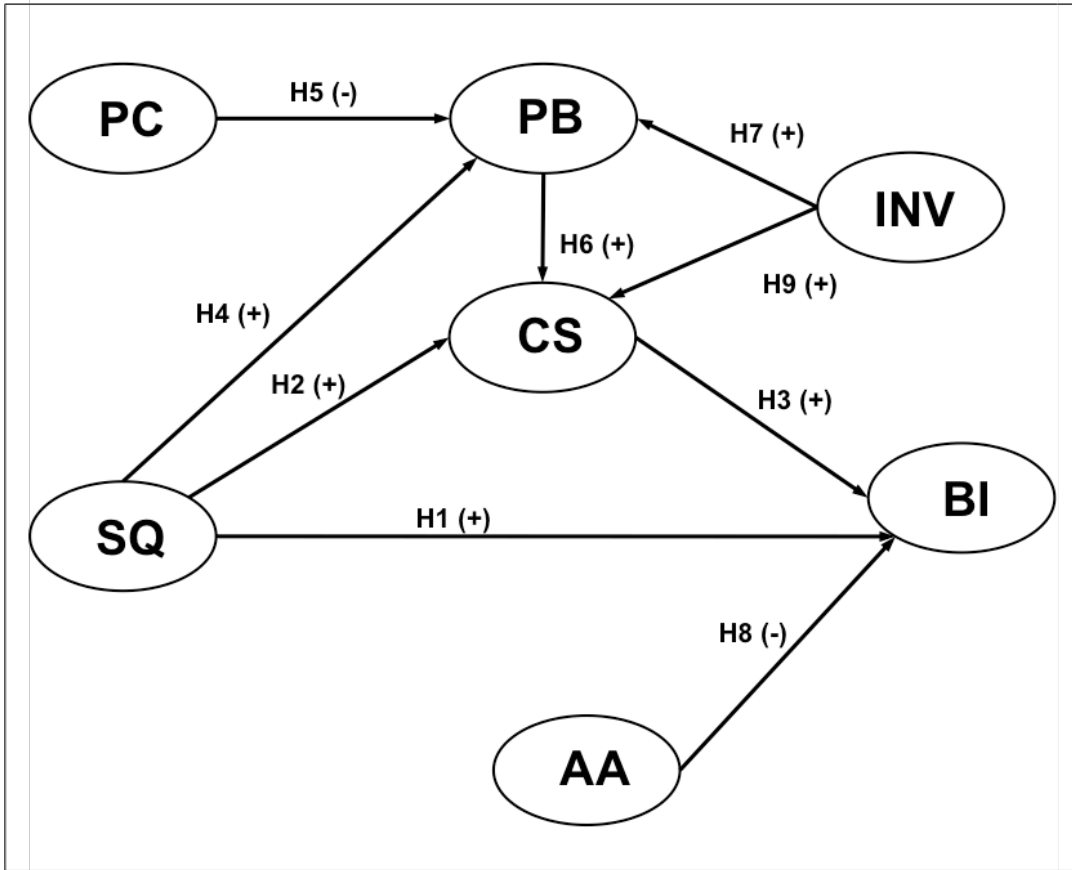 H5 (-)
PC
PB
H7 (+)
INV
H6 (+)
H9 (+)
H4 (+)
CS
H2 (+)
H3 (+)
BI
H1 (+)
SQ
H8 (-)
AA